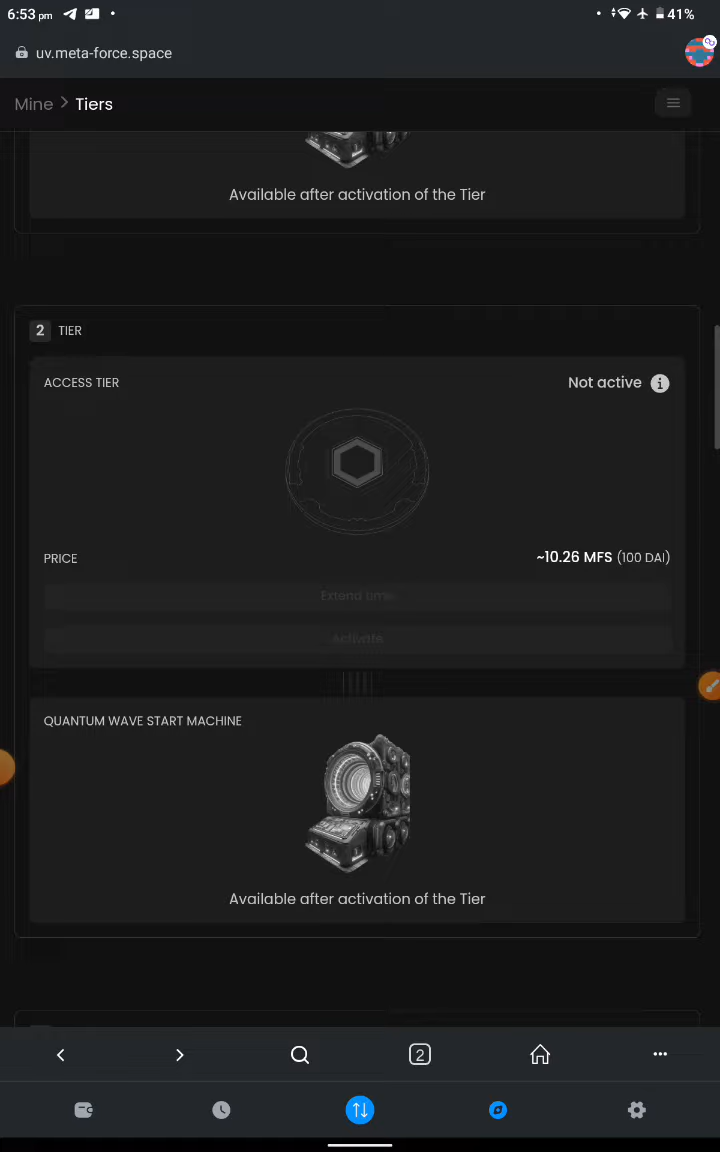 6:53 pm
41%
uv.meta-force.space
Mine > Tiers
Available after activation of the Tier
2 TIER
ACCESS TIER
Not active
PRICE
~10.26 MFS (100 DAI)
Extend time
Activate
QUANTUM WAVE START MACHINE
Available after activation of the Tier
2